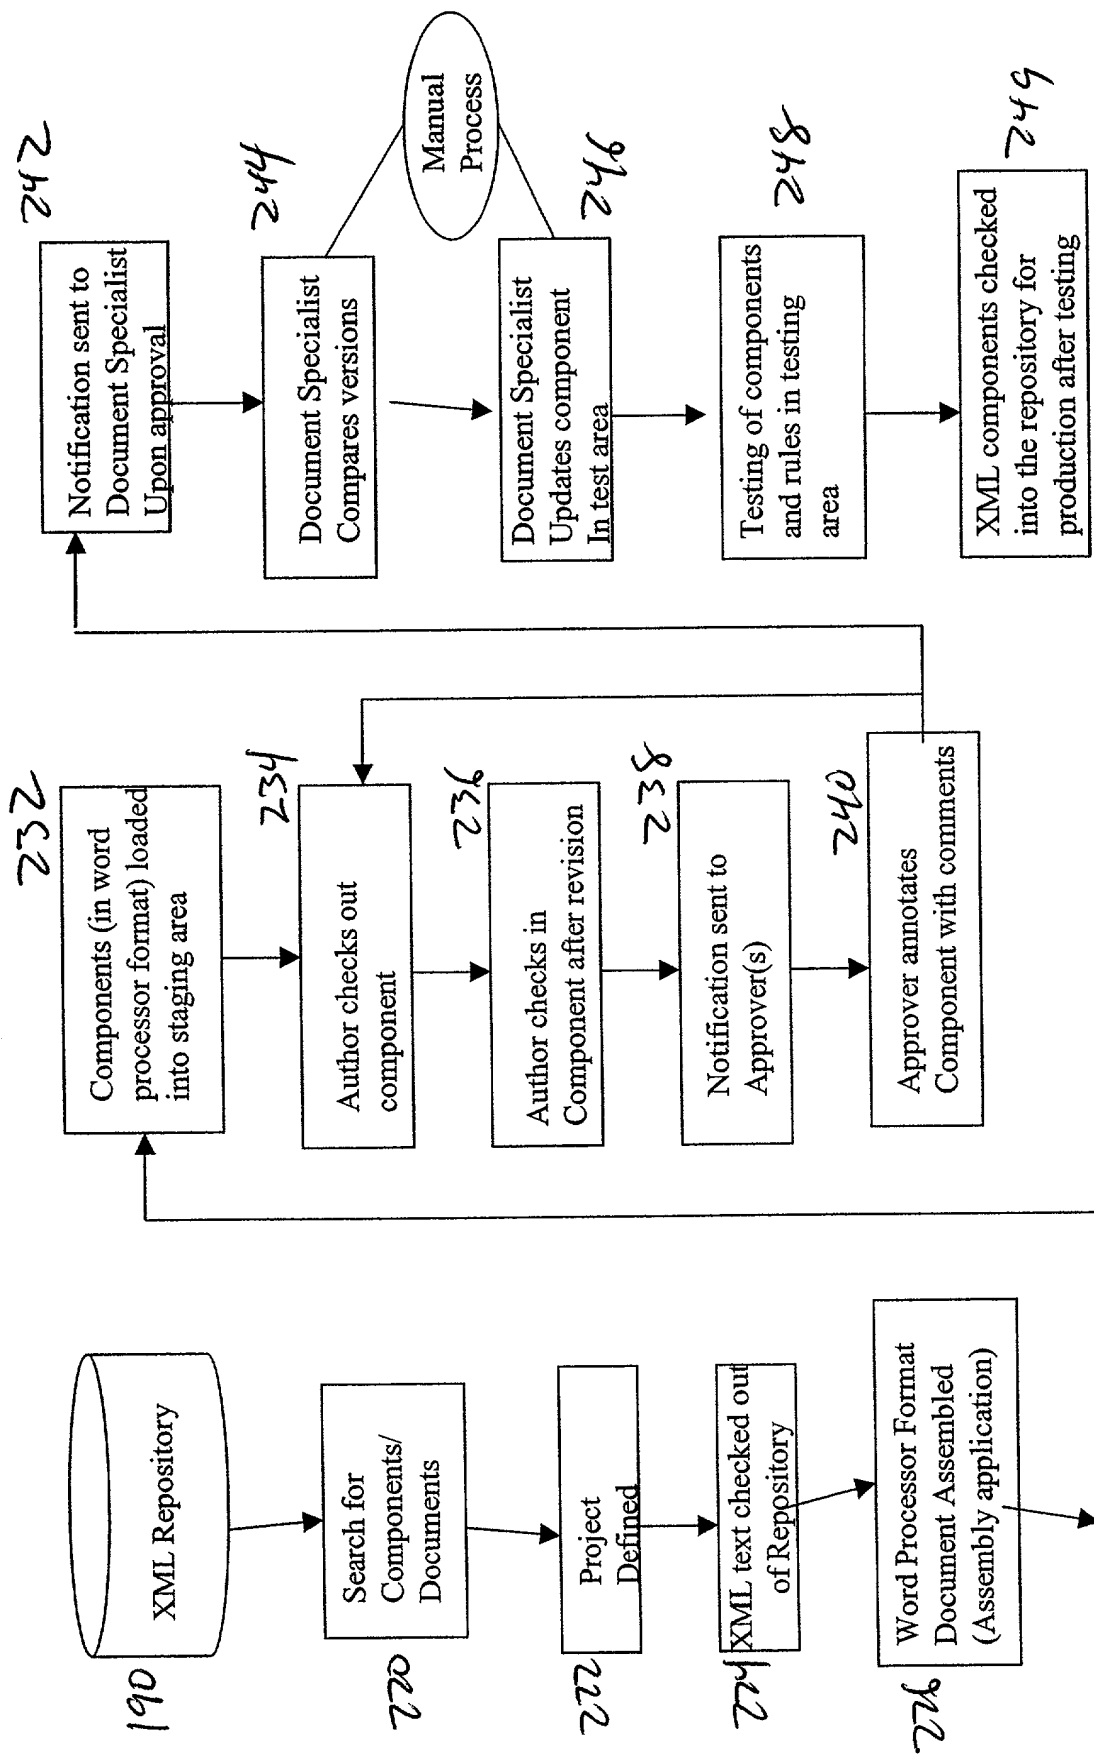 190
XML Repository
220
Search for
Components/
Documents
222
Project
Defined
224
XML text checked out
of Repository
226
Word Processor Format
Document Assembled
(Assembly application)
232
Components (in word
processor format) loaded
into staging area
234
Author checks out
component
236
Author checks in
Component after revision
238
Notification sent to
Approver(s)
240
Approver annotates
Component with comments
242
Notification sent to
Document Specialist
Upon approval
244
Document Specialist
Compares versions
Manual
Process
246
Document Specialist
Updates component
In test area
248
Testing of components
and rules in testing
area
249
XML components checked
into the repository for
production after testing